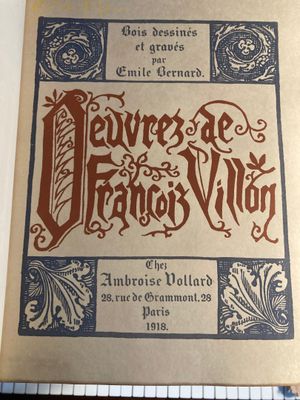 Bois dessinés
et gravés
par
Emile Bernard.
Oeuvrez de
Françoiz Villon
Chez
Ambroise Vollard
28, rue de Grammont, 28
Paris
1918.